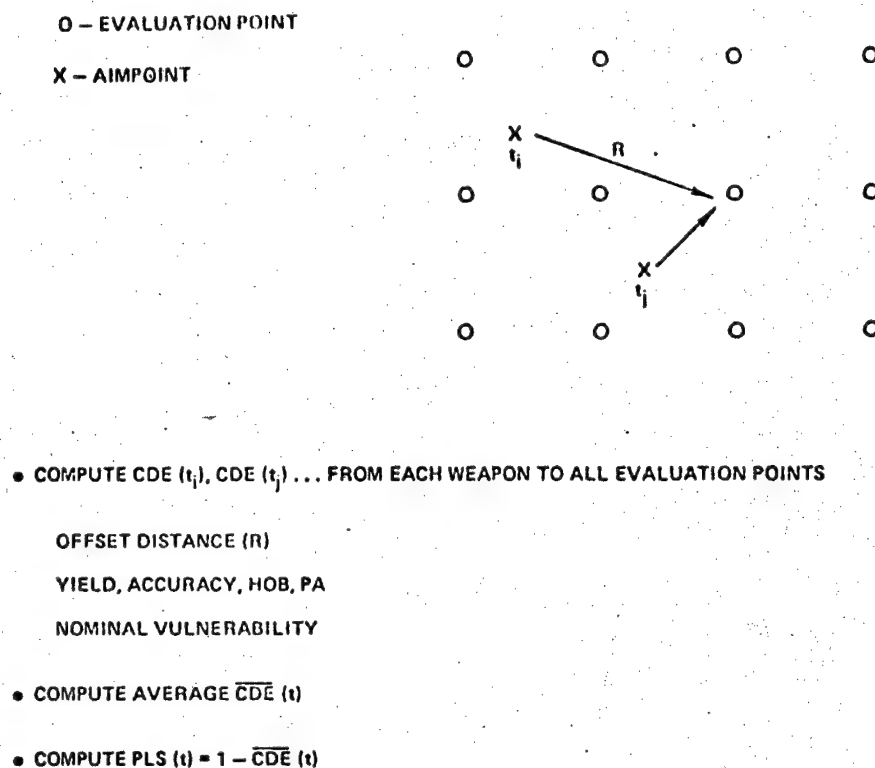 O – EVALUATION POINT
X – AIMPOINT
O O O O
X
t_i
R
O O O O
X
t_j
O O O O
• COMPUTE CDE (t_i), CDE (t_j) ... FROM EACH WEAPON TO ALL EVALUATION POINTS
OFFSET DISTANCE (R)
YIELD, ACCURACY, HOB, PA
NOMINAL VULNERABILITY
• COMPUTE AVERAGE C̅D̅E̅ (t)
• COMPUTE PLS (t) = 1 – C̅D̅E̅ (t)